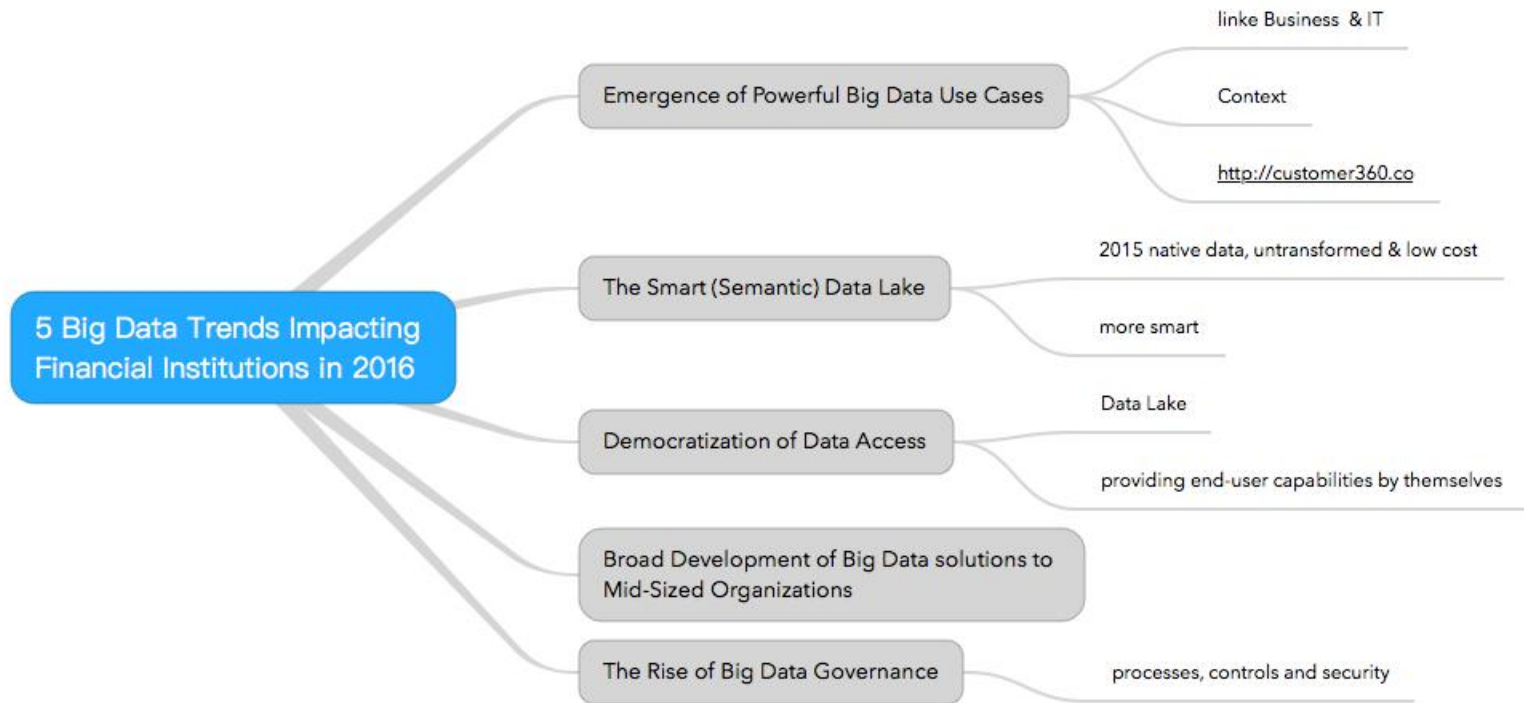 linke Business & IT
Emergence of Powerful Big Data Use Cases
Context
http://customer360.co
2015 native data, untransformed & low cost
The Smart (Semantic) Data Lake
more smart
5 Big Data Trends Impacting
Financial Institutions in 2016
Data Lake
Democratization of Data Access
providing end-user capabilities by themselves
Broad Development of Big Data solutions to
Mid-Sized Organizations
The Rise of Big Data Governance
processes, controls and security